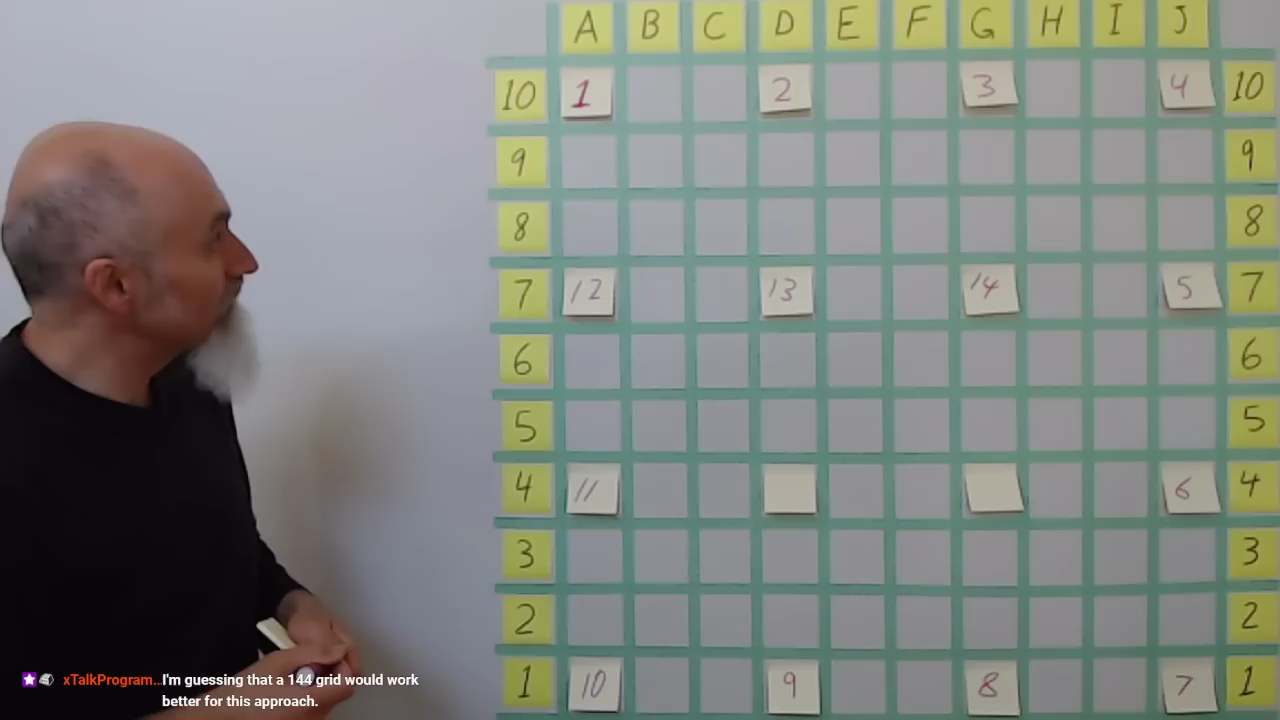 A B C D E F G H I J
10 1 2 3 4 10
9 9
8 8
7 12 13 14 5 7
6 6
5 5
4 11 6 4
3 3
2 2
1 10 9 8 7 1
xTalkProgram... I'm guessing that a 144 grid would work
better for this approach.